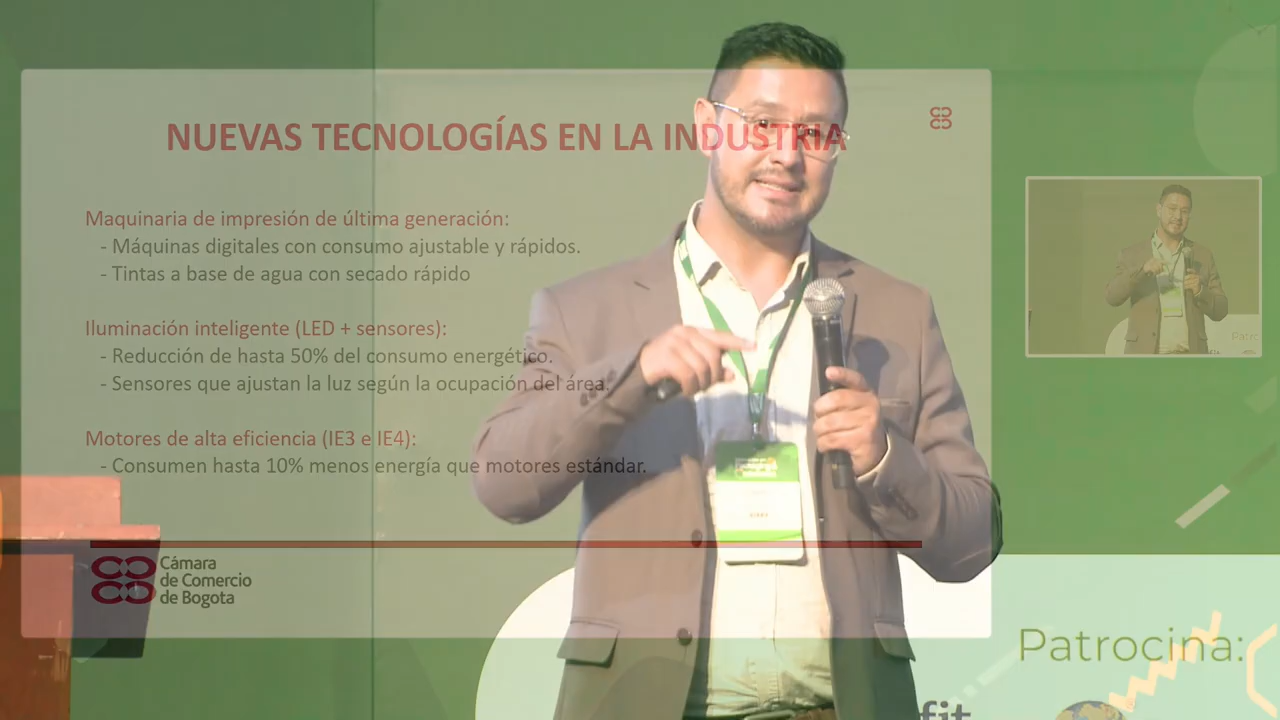 NUEVAS TECNOLOGÍAS EN LA INDUSTRIA
Maquinaria de impresión de última generación:
- Máquinas digitales con consumo ajustable y rápidos.
- Tintas a base de agua con secado rápido
Iluminación inteligente (LED + sensores):
- Reducción de hasta 50% del consumo energético.
- Sensores que ajustan la luz según la ocupación del área.
Motores de alta eficiencia (IE3 e IE4):
- Consumen hasta 10% menos energía que motores estándar.
Cámara
de Comercio
de Bogota
Patrocina: